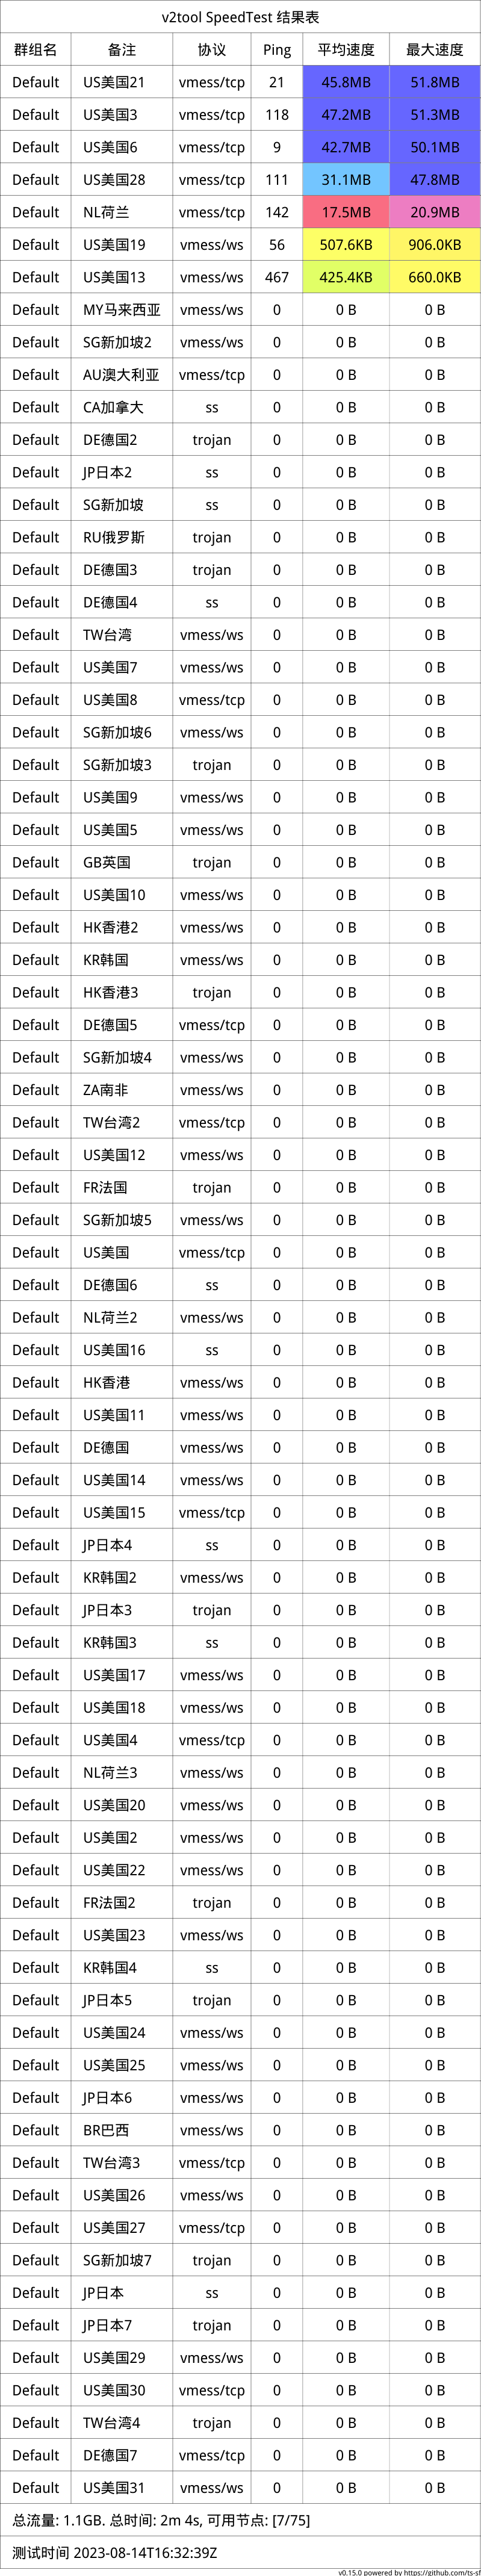 v2tool SpeedTest 结果表
群组名 备注 协议 Ping 平均速度 最大速度
Default US美国21 vmess/tcp 21 45.8MB 51.8MB
Default US美国3 vmess/tcp 118 47.2MB 51.3MB
Default US美国6 vmess/tcp 9 42.7MB 50.1MB
Default US美国28 vmess/tcp 111 31.1MB 47.8MB
Default NL荷兰 vmess/tcp 142 17.5MB 20.9MB
Default US美国19 vmess/ws 56 507.6KB 906.0KB
Default US美国13 vmess/ws 467 425.4KB 660.0KB
Default MY马来西亚 vmess/ws 0 0 B 0 B
Default SG新加坡2 vmess/ws 0 0 B 0 B
Default AU澳大利亚 vmess/tcp 0 0 B 0 B
Default CA加拿大 ss 0 0 B 0 B
Default DE德国2 trojan 0 0 B 0 B
Default JP日本2 ss 0 0 B 0 B
Default SG新加坡 ss 0 0 B 0 B
Default RU俄罗斯 trojan 0 0 B 0 B
Default DE德国3 trojan 0 0 B 0 B
Default DE德国4 ss 0 0 B 0 B
Default TW台湾 vmess/ws 0 0 B 0 B
Default US美国7 vmess/ws 0 0 B 0 B
Default US美国8 vmess/tcp 0 0 B 0 B
Default SG新加坡6 vmess/ws 0 0 B 0 B
Default SG新加坡3 trojan 0 0 B 0 B
Default US美国9 vmess/ws 0 0 B 0 B
Default US美国5 vmess/ws 0 0 B 0 B
Default GB英国 trojan 0 0 B 0 B
Default US美国10 vmess/ws 0 0 B 0 B
Default HK香港2 vmess/ws 0 0 B 0 B
Default KR韩国 vmess/ws 0 0 B 0 B
Default HK香港3 trojan 0 0 B 0 B
Default DE德国5 vmess/tcp 0 0 B 0 B
Default SG新加坡4 vmess/ws 0 0 B 0 B
Default ZA南非 vmess/ws 0 0 B 0 B
Default TW台湾2 vmess/tcp 0 0 B 0 B
Default US美国12 vmess/ws 0 0 B 0 B
Default FR法国 trojan 0 0 B 0 B
Default SG新加坡5 vmess/ws 0 0 B 0 B
Default US美国 vmess/tcp 0 0 B 0 B
Default DE德国6 ss 0 0 B 0 B
Default NL荷兰2 vmess/ws 0 0 B 0 B
Default US美国16 ss 0 0 B 0 B
Default HK香港 vmess/ws 0 0 B 0 B
Default US美国11 vmess/ws 0 0 B 0 B
Default DE德国 vmess/ws 0 0 B 0 B
Default US美国14 vmess/ws 0 0 B 0 B
Default US美国15 vmess/tcp 0 0 B 0 B
Default JP日本4 ss 0 0 B 0 B
Default KR韩国2 vmess/ws 0 0 B 0 B
Default JP日本3 trojan 0 0 B 0 B
Default KR韩国3 ss 0 0 B 0 B
Default US美国17 vmess/ws 0 0 B 0 B
Default US美国18 vmess/ws 0 0 B 0 B
Default US美国4 vmess/tcp 0 0 B 0 B
Default NL荷兰3 vmess/ws 0 0 B 0 B
Default US美国20 vmess/ws 0 0 B 0 B
Default US美国2 vmess/ws 0 0 B 0 B
Default US美国22 vmess/ws 0 0 B 0 B
Default FR法国2 trojan 0 0 B 0 B
Default US美国23 vmess/ws 0 0 B 0 B
Default KR韩国4 ss 0 0 B 0 B
Default JP日本5 trojan 0 0 B 0 B
Default US美国24 vmess/ws 0 0 B 0 B
Default US美国25 vmess/ws 0 0 B 0 B
Default JP日本6 vmess/ws 0 0 B 0 B
Default BR巴西 vmess/ws 0 0 B 0 B
Default TW台湾3 vmess/tcp 0 0 B 0 B
Default US美国26 vmess/ws 0 0 B 0 B
Default US美国27 vmess/tcp 0 0 B 0 B
Default SG新加坡7 trojan 0 0 B 0 B
Default JP日本 ss 0 0 B 0 B
Default JP日本7 trojan 0 0 B 0 B
Default US美国29 vmess/ws 0 0 B 0 B
Default US美国30 vmess/tcp 0 0 B 0 B
Default TW台湾4 trojan 0 0 B 0 B
Default DE德国7 vmess/tcp 0 0 B 0 B
Default US美国31 vmess/ws 0 0 B 0 B
总流量: 1.1GB. 总时间: 2m 4s, 可用节点: [7/75]
测试时间 2023-08-14T16:32:39Z
v0.15.0 powered by https://github.com/ts-sf